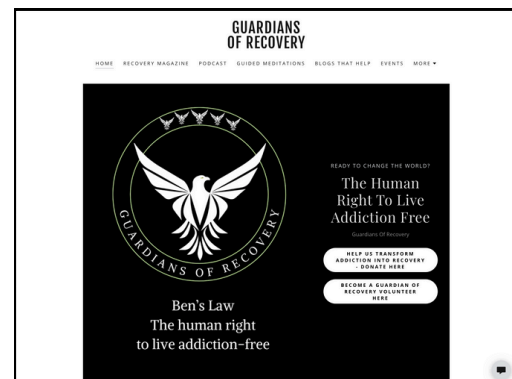 GUARDIANS
OF RECOVERY
HOME RECOVERY MAGAZINE PODCAST GUIDED MEDITATIONS BLOGS THAT HELP EVENTS MORE
GUARDIANS OF RECOVERY
Ben's Law
The human right
to live addiction-free
READY TO CHANGE THE WORLD?
The Human
Right To Live
Addiction Free
Guardians Of Recovery
HELP US TRANSFORM
ADDICTION INTO RECOVERY
- DONATE HERE
BECOME A GUARDIAN OF
RECOVERY VOLUNTEER
HERE